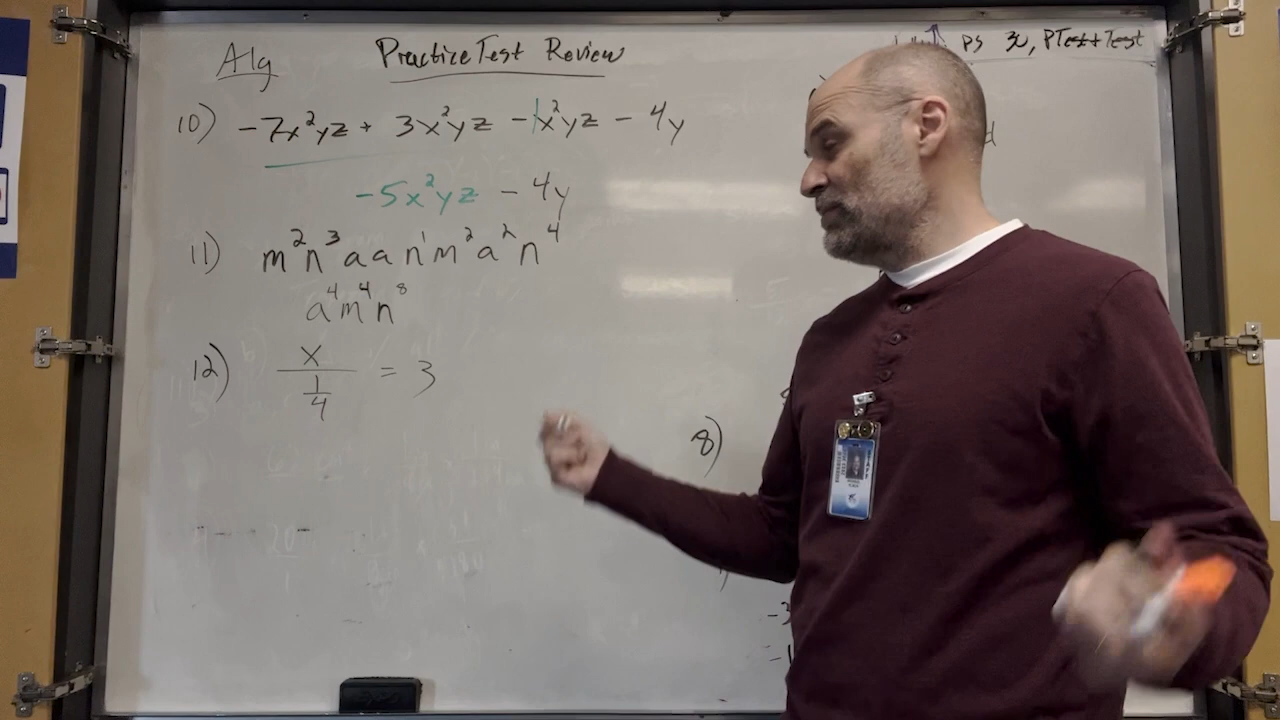 Alg Practice Test Review
PS 30, PTest + Test
10) -7x²yz + 3x²yz - 1x²yz - 4y
-5x²yz - 4y
11) m²n³aan¹m²a²n⁴
a⁴m⁴n⁸
12) x/(1/4) = 3
8)